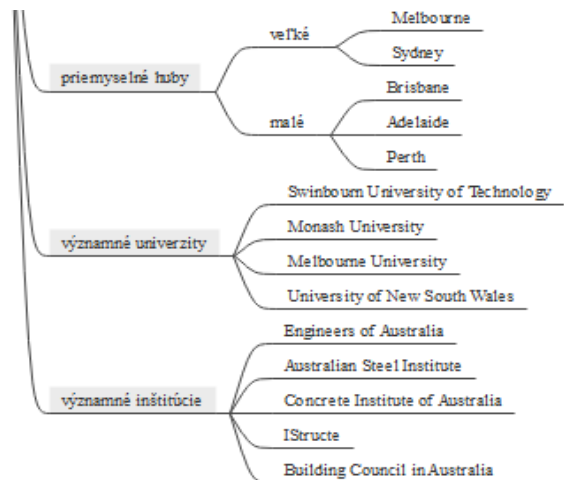 priemyselné huby
veľké
Melbourne
Sydney
malé
Brisbane
Adelaide
Perth
významné univerzity
Swinbourn University of Technology
Monash University
Melbourne University
University of New South Wales
významné inštitúcie
Engineers of Australia
Australian Steel Institute
Concrete Institute of Australia
IStructe
Building Council in Australia